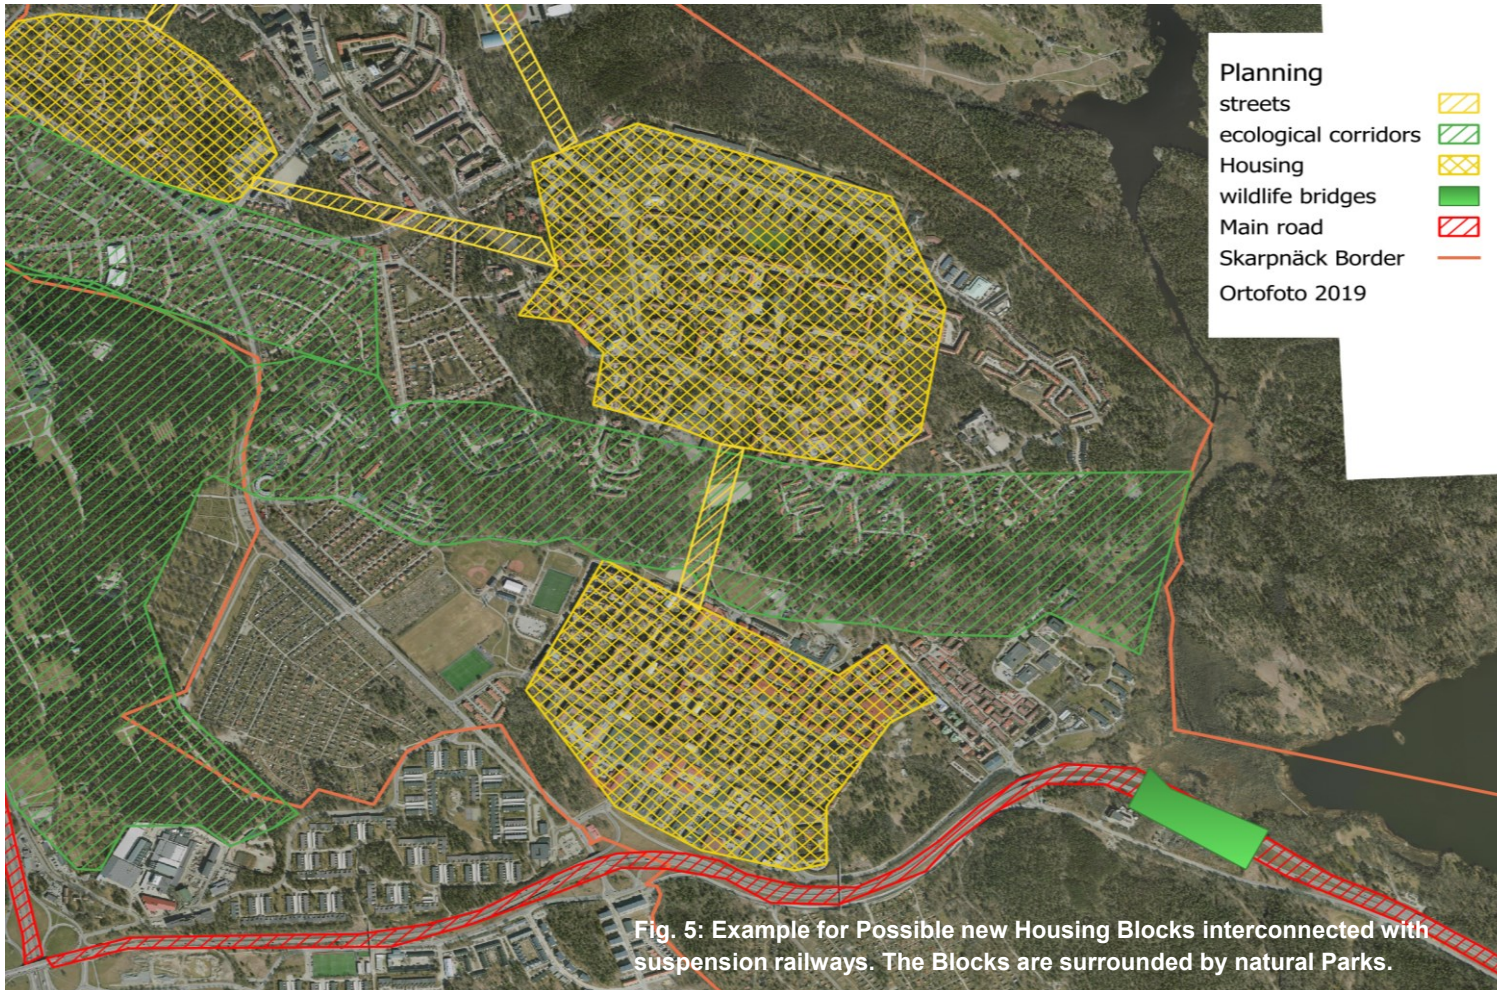 Planning
streets
ecological corridors
Housing
wildlife bridges
Main road
Skarpnäck Border
Ortofoto 2019
Fig. 5: Example for Possible new Housing Blocks interconnected with
suspension railways. The Blocks are surrounded by natural Parks.